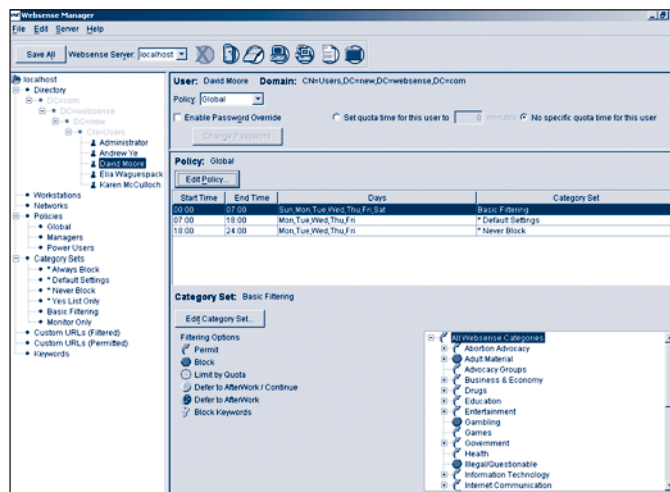 Websense Manager
File Edit Server Help
Save All Websense Server: localhost
localhost
Directory
DC=com
DC=websense
DC=new
CN=Users
Administrator
Andrew Ye
David Moore
Elia Waguespack
Karen McCulloch
Workstations
Networks
Policies
Global
Managers
Power Users
Category Sets
* Always Block
* Default Settings
* Never Block
* Yes List Only
Basic Filtering
Monitor Only
Custom URLs (Filtered)
Custom URLs (Permitted)
Keywords
User: David Moore Domain: CN=Users,DC=new,DC=websense,DC=com
Policy: Global
Enable Password Override Set quota time for this user to 0 minutes No specific quota time for this user
Change Password...
Policy: Global
Edit Policy...
Start Time End Time Days Category Set
00:00 07:00 Sun,Mon,Tue,Wed,Thu,Fri,Sat Basic Filtering
07:00 18:00 Mon,Tue,Wed,Thu,Fri * Default Settings
18:00 24:00 Mon,Tue,Wed,Thu,Fri * Never Block
Category Set: Basic Filtering
Edit Category Set...
Filtering Options
Permit
Block
Limit by Quota
Defer to AfterWork / Continue
Defer to AfterWork
Block Keywords
All Websense Categories
Abortion Advocacy
Adult Material
Advocacy Groups
Business & Economy
Drugs
Education
Entertainment
Gambling
Games
Government
Health
Illegal/Questionable
Information Technology
Internet Communication